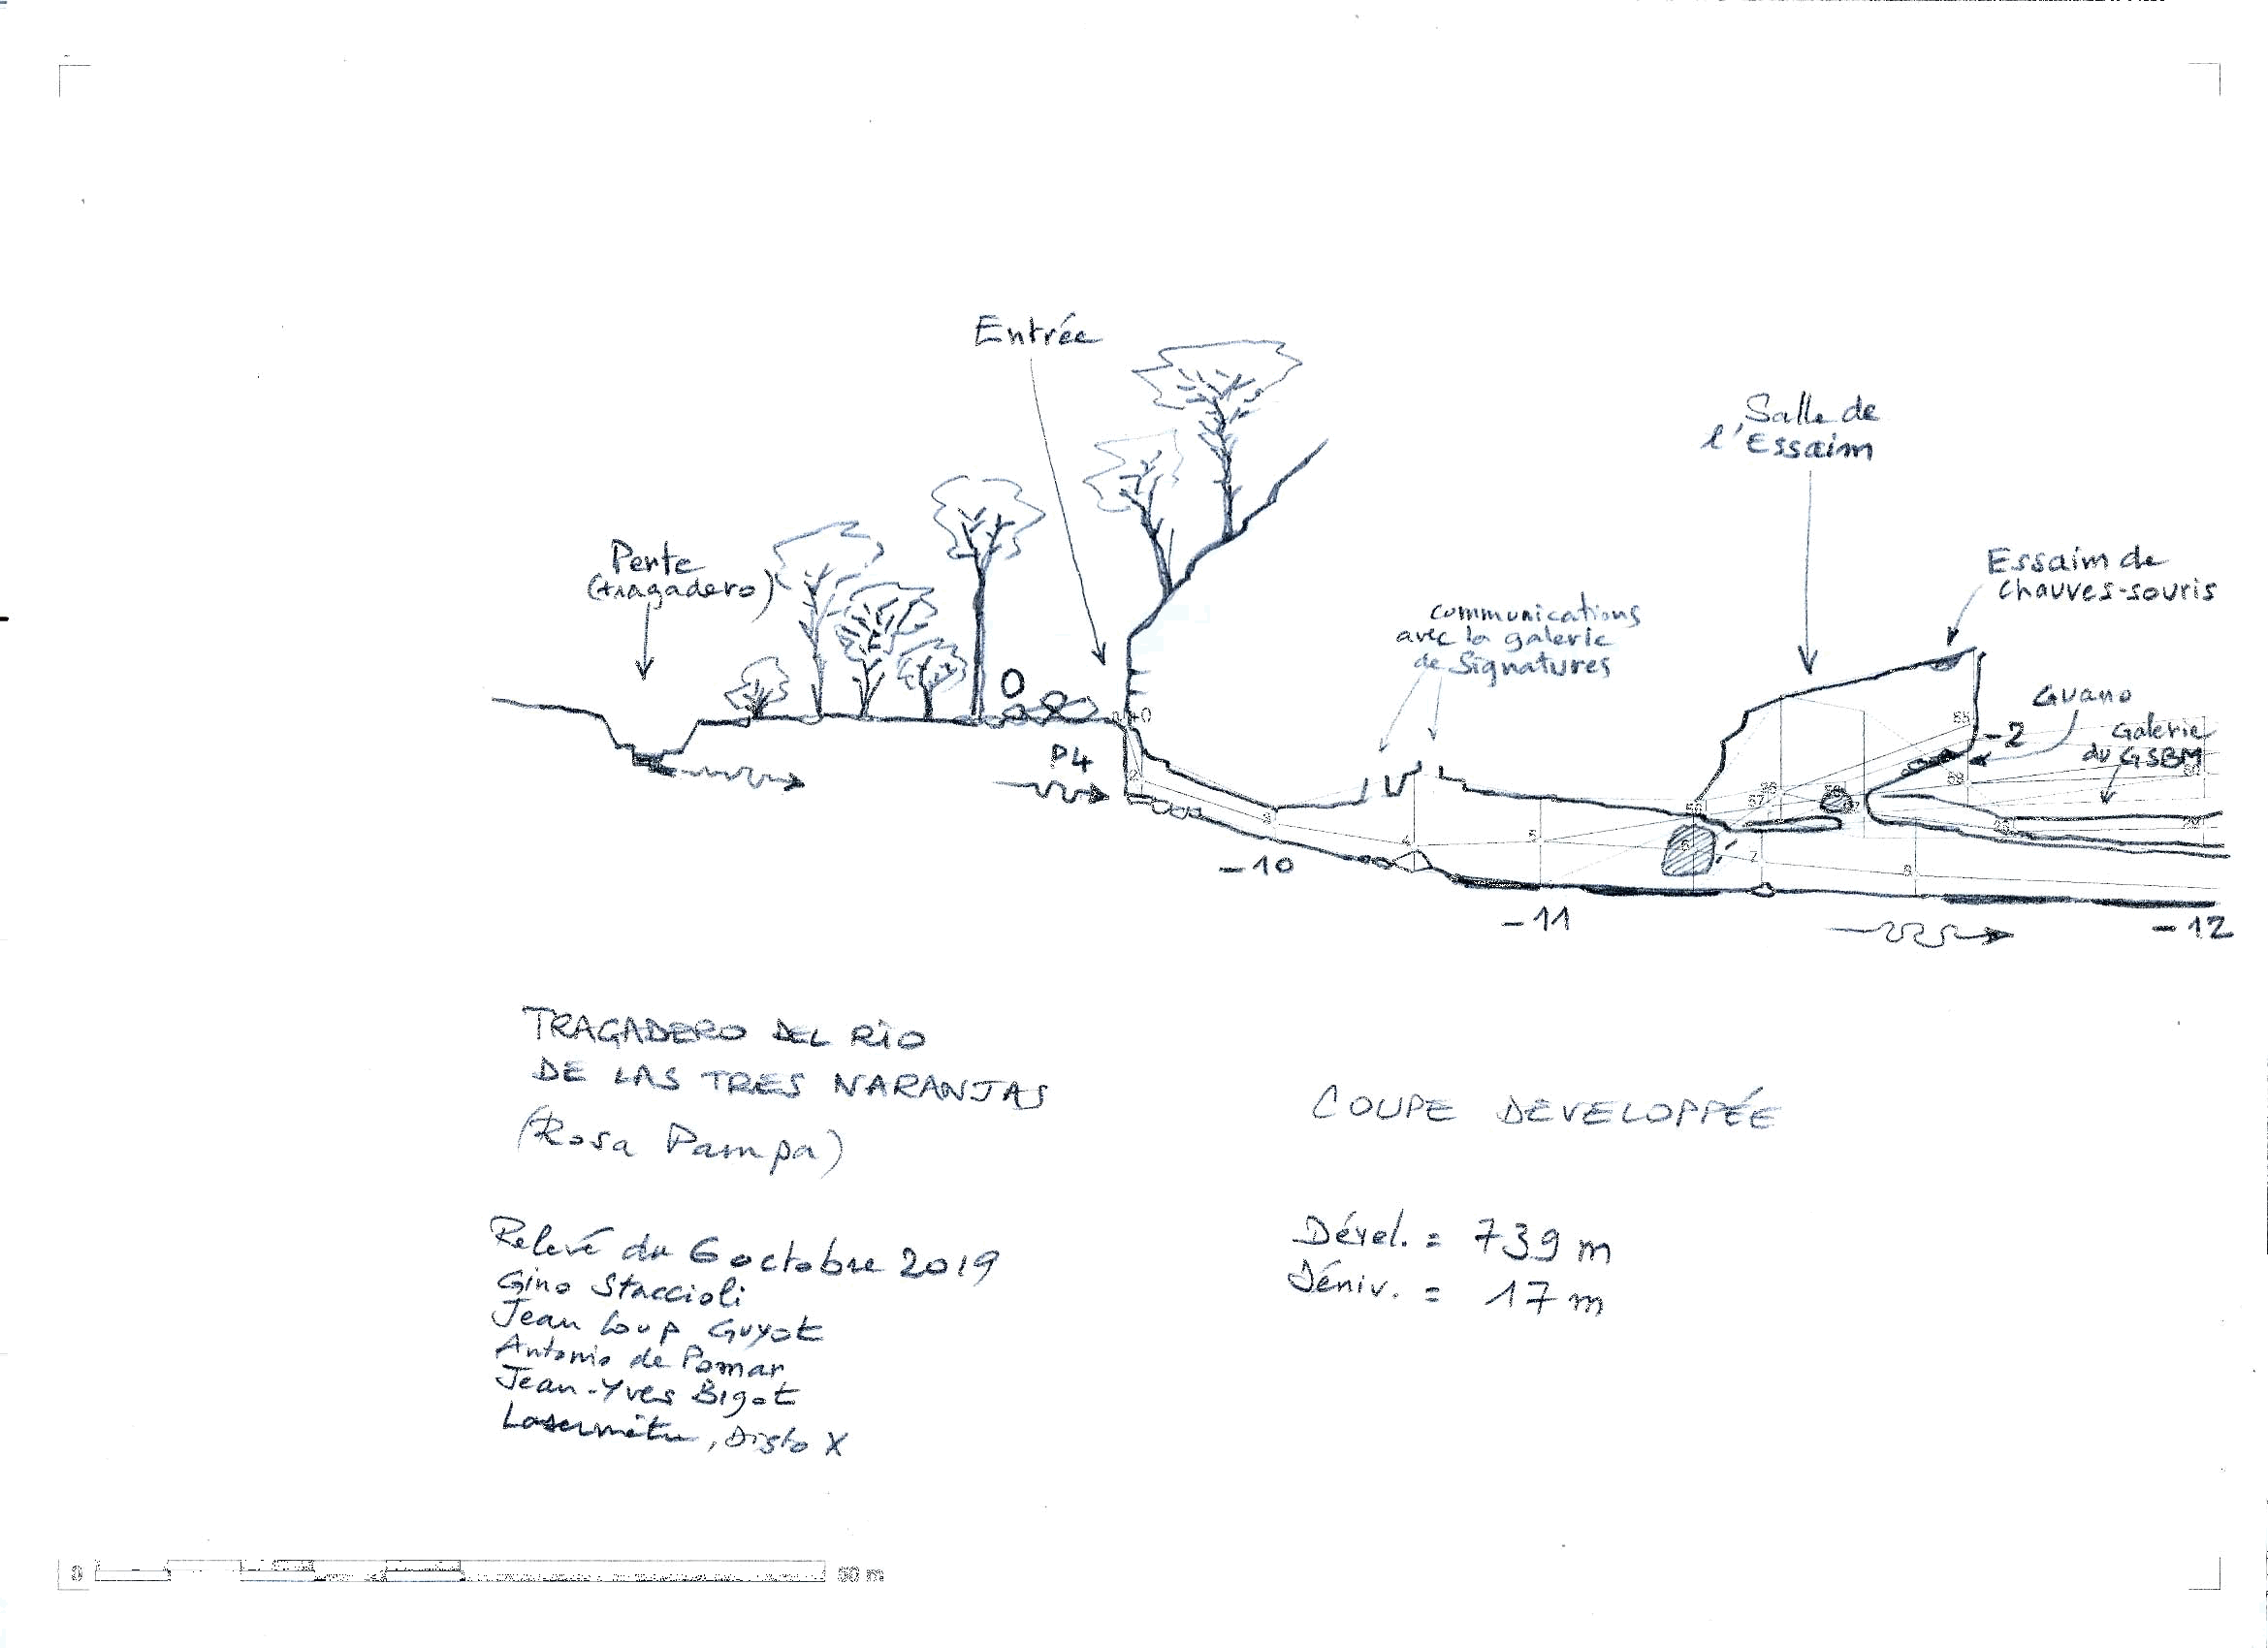 Entrée
Salle de
l'Essaim
Perte
(tragadero)
Essaim de
chauves-souris
communications
avec la galerie
de Signatures
Guano
-2
Galerie
du GSBM
P4
-10
-11
-12
TRAGADERO DEL RÍO
DE LAS TRES NARANJAS
(Rosa Pampa)
COUPE DEVELOPPÉE
Relevé du 6 octobre 2019
Gino Staccioli
Jean Loup Guyot
Antonio de Pomar
Jean-Yves Bigot
Lasermètre, Disto X
Dével. = 739 m
Déniv. = 17 m
0
50 m